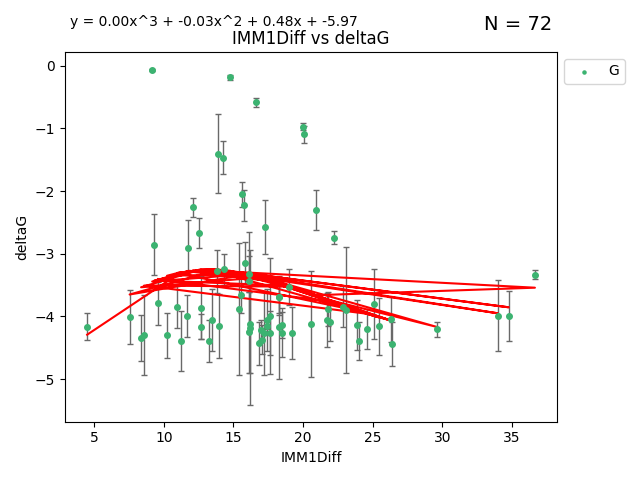 y = 0.00x^3 + -0.03x^2 + 0.48x + -5.97
N = 72
IMM1Diff vs deltaG
G
deltaG
0
−1
−2
−3
−4
−5
5 10 15 20 25 30 35
IMM1Diff